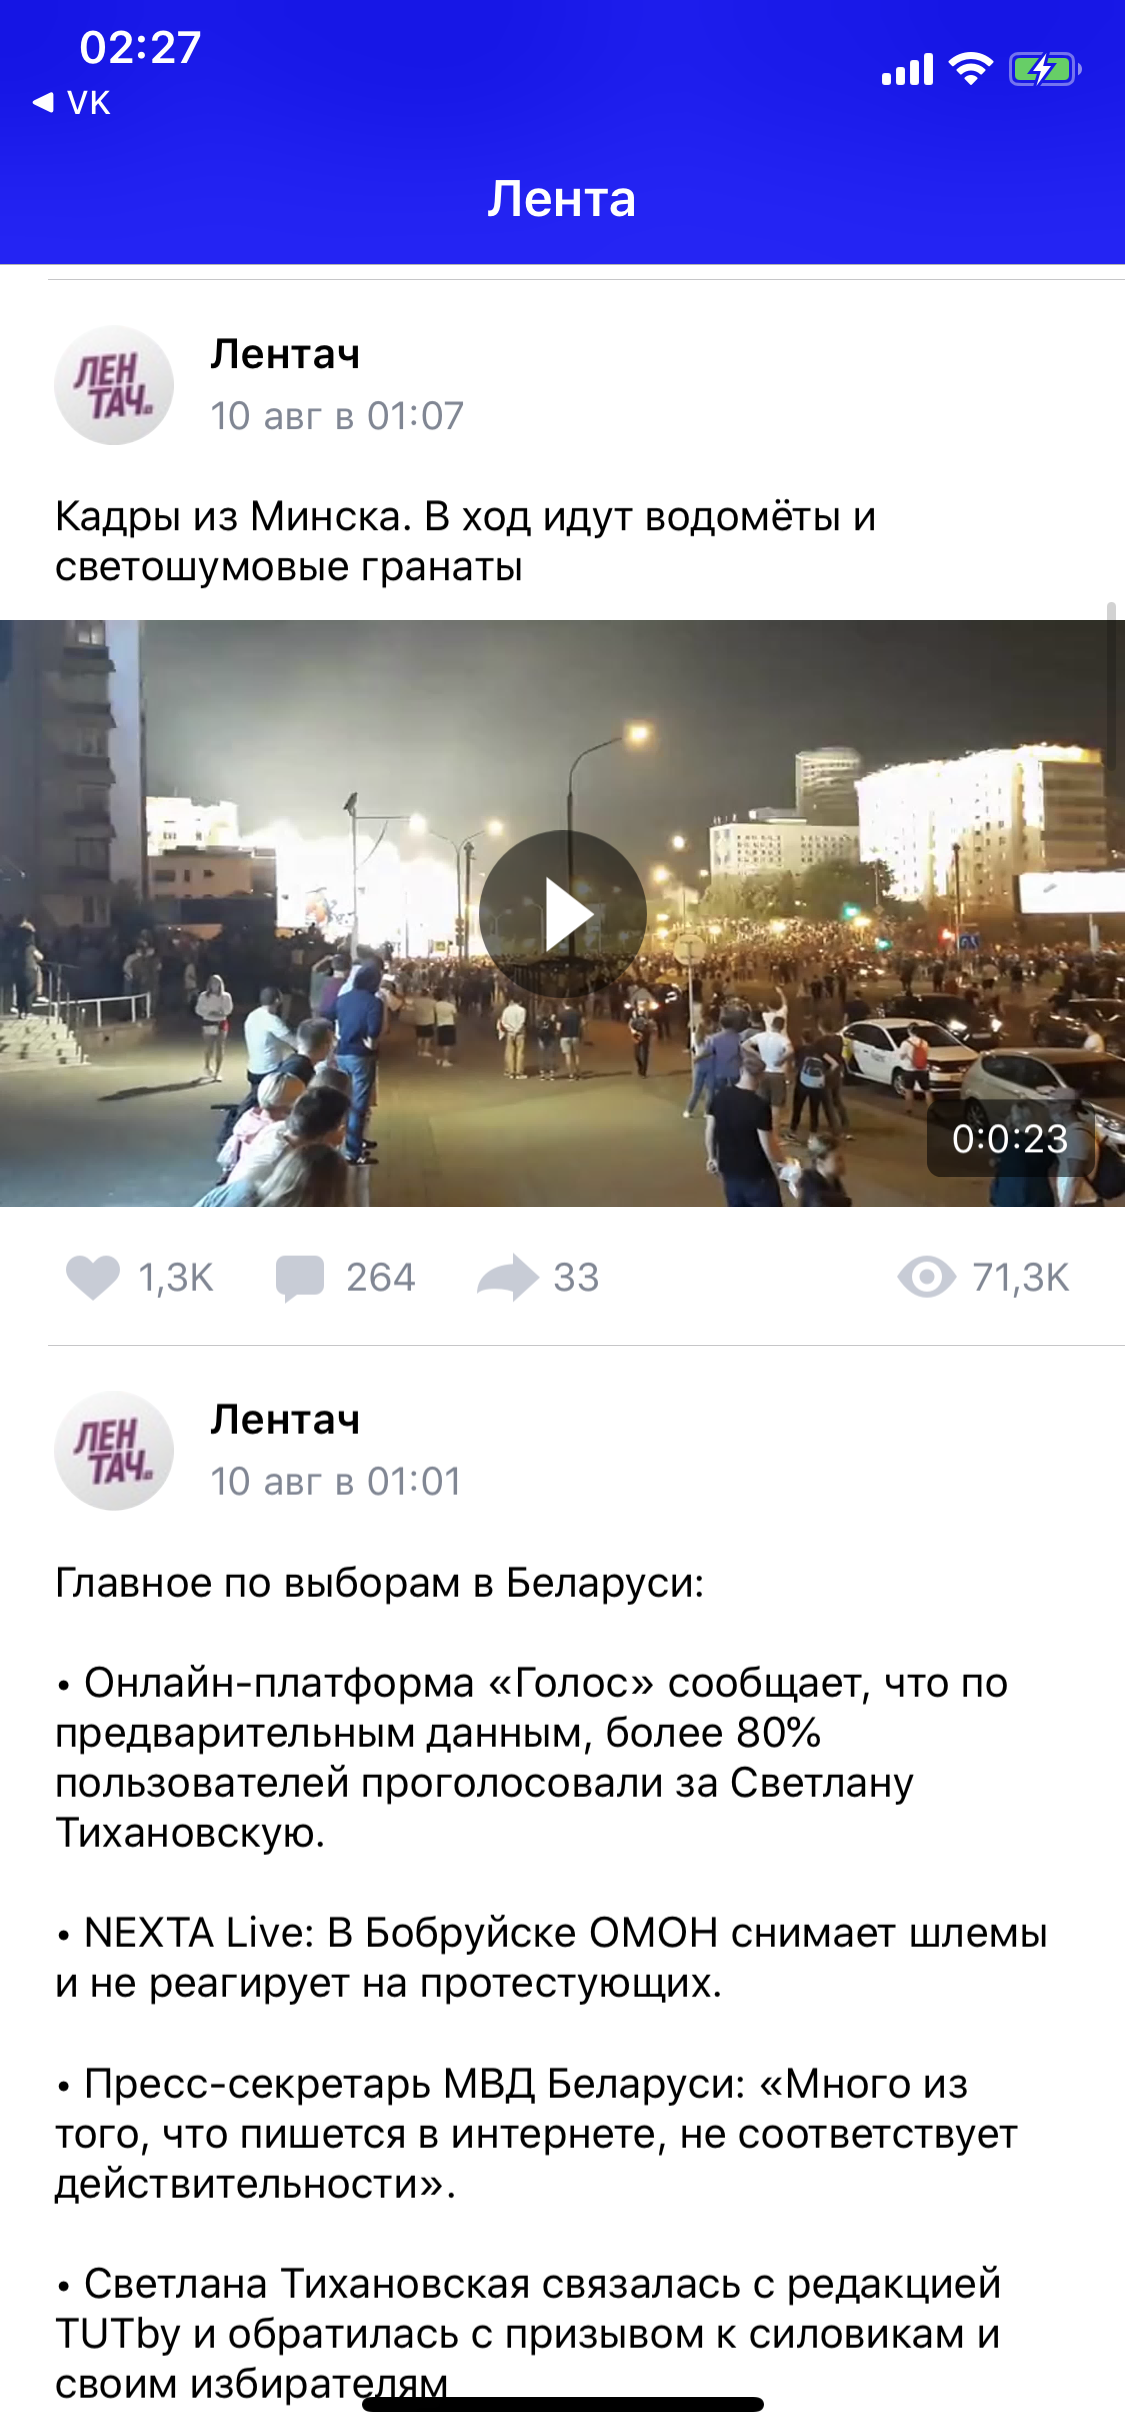 02:27
◀ VK
Лента
ЛЕН
ТАЧ.
Лентач
10 авг в 01:07
Кадры из Минска. В ход идут водомёты и
светошумовые гранаты
0:0:23
1,3K
264
33
71,3K
ЛЕН
ТАЧ.
Лентач
10 авг в 01:01
Главное по выборам в Беларуси:
• Онлайн-платформа «Голос» сообщает, что по
предварительным данным, более 80%
пользователей проголосовали за Светлану
Тихановскую.
• NEXTA Live: В Бобруйске ОМОН снимает шлемы
и не реагирует на протестующих.
• Пресс-секретарь МВД Беларуси: «Много из
того, что пишется в интернете, не соответствует
действительности».
• Светлана Тихановская связалась с редакцией
TUTby и обратилась с призывом к силовикам и
своим избирателям